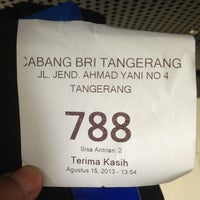 CABANG BRI TANGERANG
JL. JEND. AHMAD YANI NO 4
TANGERANG
788
Sisa Antrian: 2
Terima Kasih
Agustus 15, 2013 - 13:54